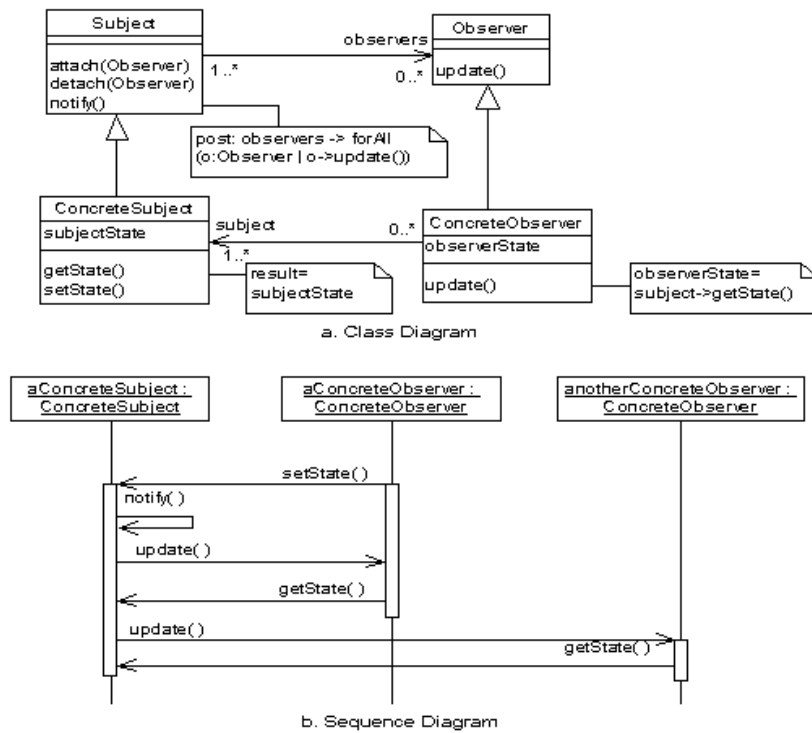 Subject
attach(Observer)
detach(Observer)
notify()
observers
1..*
0..*
Observer
update()
post: observers -> forAll
(o:Observer | o->update())
ConcreteSubject
subjectState
getState()
setState()
subject
1..*
0..*
result=
subjectState
ConcreteObserver
observerState
update()
observerState=
subject->getState()
a. Class Diagram
aConcreteSubject :
ConcreteSubject
aConcreteObserver :
ConcreteObserver
anotherConcreteObserver :
ConcreteObserver
setState( )
notify( )
update( )
getState( )
update( )
getState( )
b. Sequence Diagram